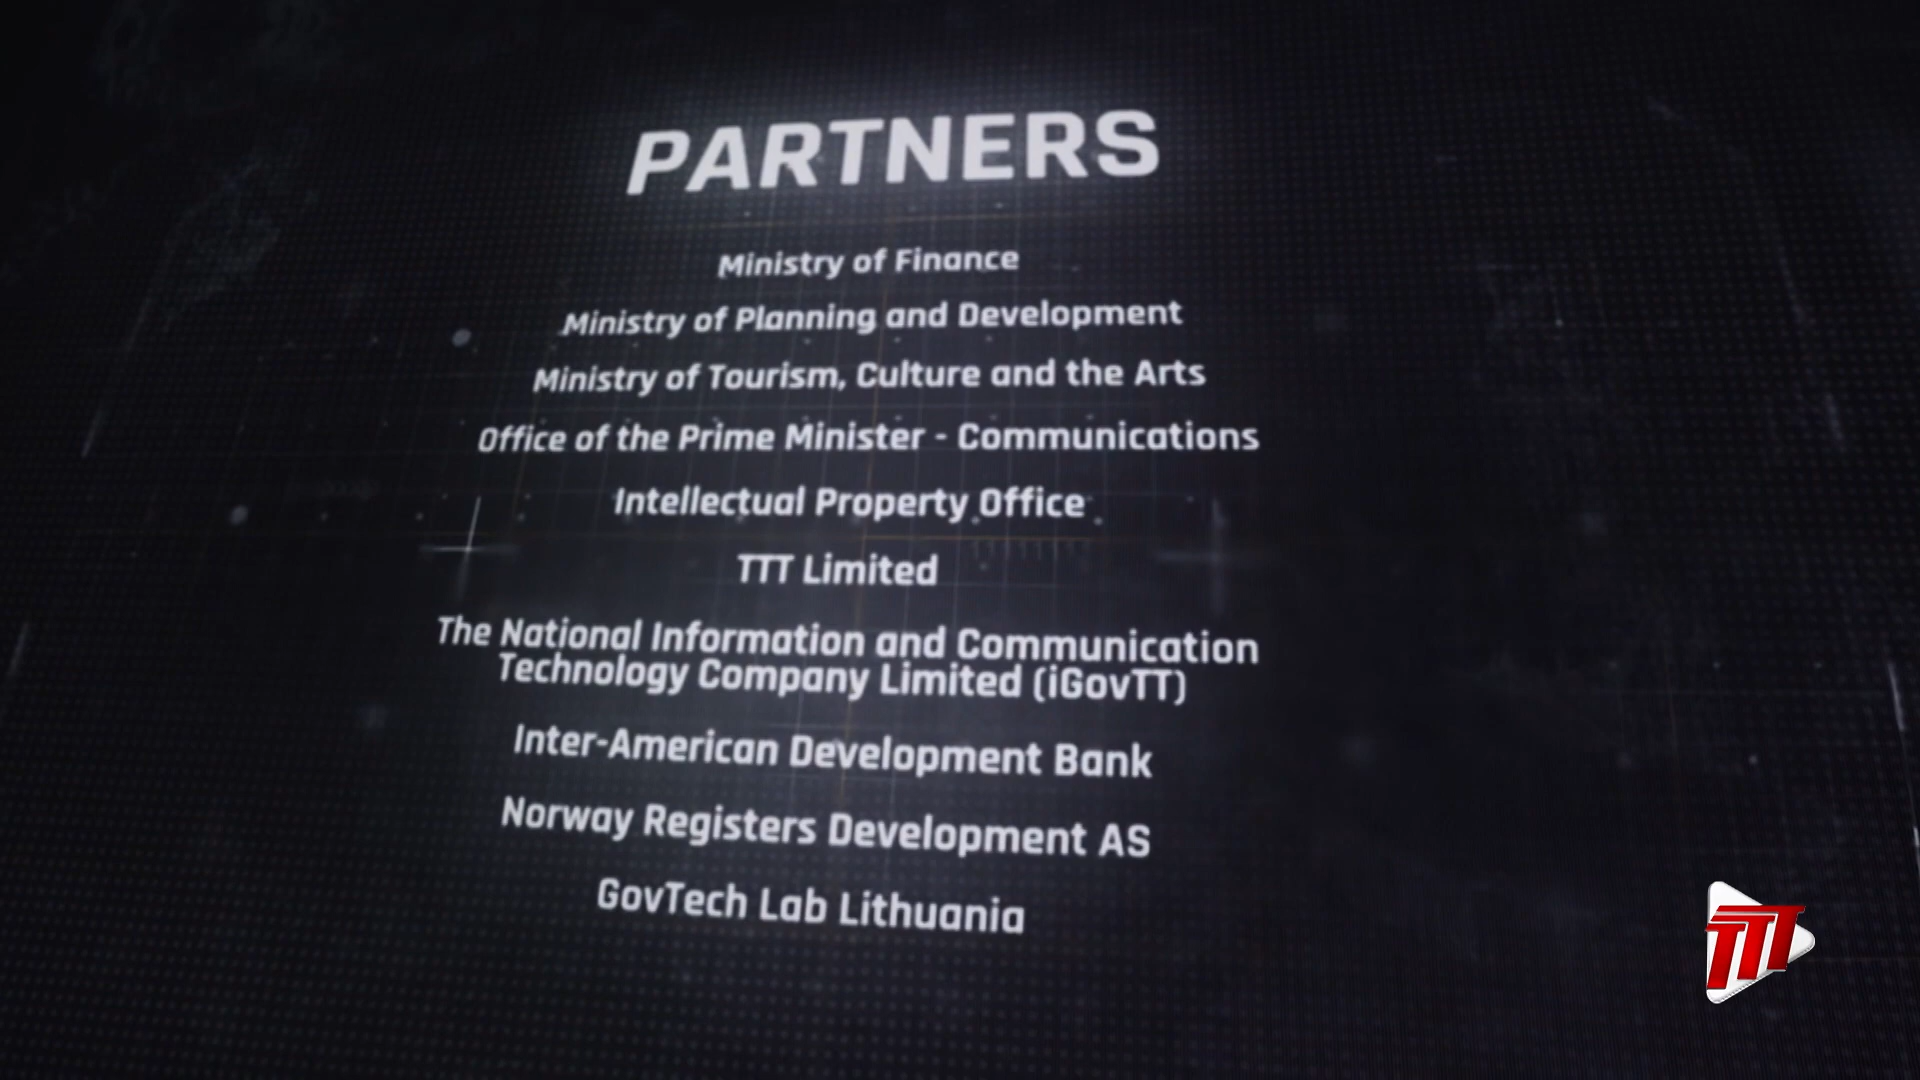 PARTNERS
Ministry of Finance
Ministry of Planning and Development
Ministry of Tourism, Culture and the Arts
Office of the Prime Minister - Communications
Intellectual Property Office
TTT Limited
The National Information and Communication
Technology Company Limited (iGovTT)
Inter-American Development Bank
Norway Registers Development AS
GovTech Lab Lithuania
TTT